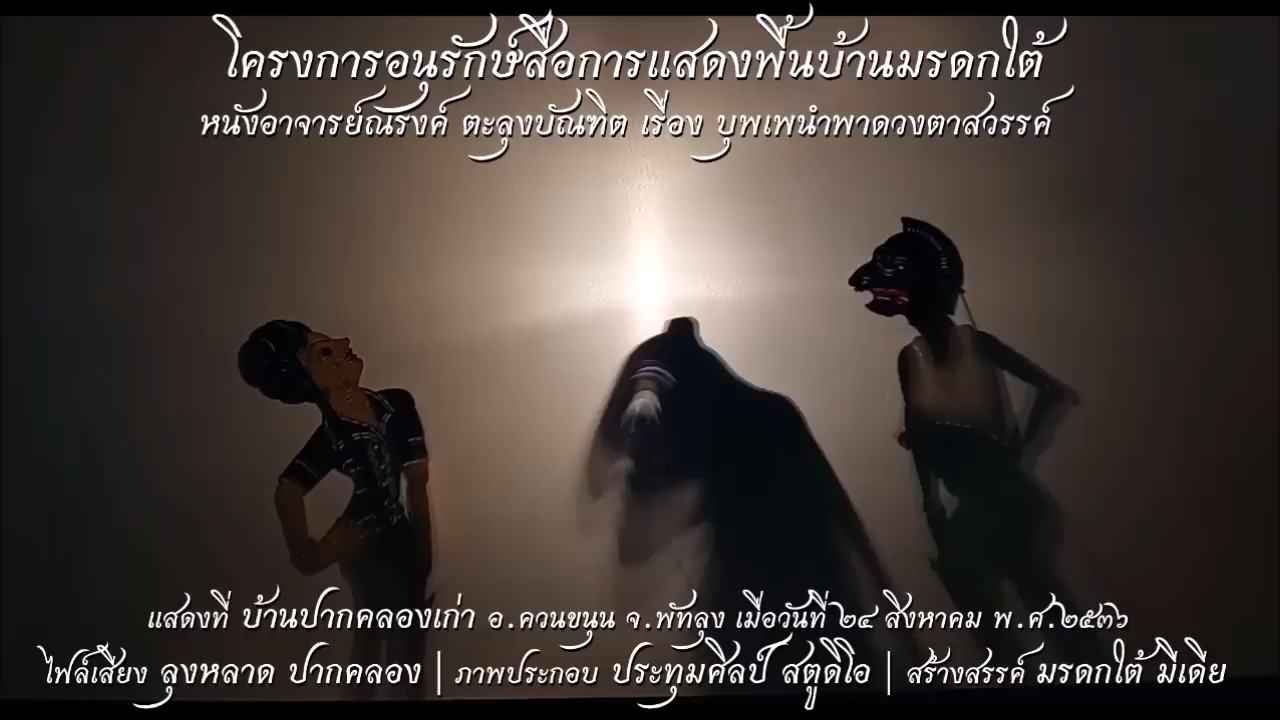 โครงการอนุรักษ์สื่อการแสดงพื้นบ้านมรดกใต้
หนังอาจารย์ณรงค์ ตะลุงบัณฑิต เรื่อง บุพเพนำพาดวงตาสวรรค์
แสดงที่ บ้านปากคลองเก่า อ.ควนขนุน จ.พัทลุง เมื่อวันที่ ๒๔ สิงหาคม พ.ศ.๒๕๓๖
ไฟล์เสียง ลุงหลาด ปากคลอง | ภาพประกอบ ประทุมศิลป์ สตูดิโอ | สร้างสรรค์ มรดกใต้ มีเดีย